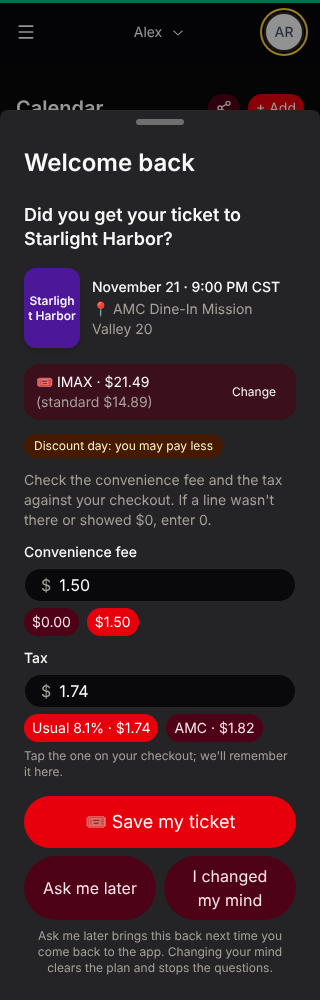 Alex
AR
Calendar
+ Add
Welcome back
Did you get your ticket to
Starlight Harbor?
Starligh
t Harbor
November 21 · 9:00 PM CST
📍 AMC Dine-In Mission
Valley 20
🎟️ IMAX · $21.49
(standard $14.89)
Change
Discount day: you may pay less
Check the convenience fee and the tax
against your checkout. If a line wasn't
there or showed $0, enter 0.
Convenience fee
$ 1.50
$0.00
$1.50
Tax
$ 1.74
Usual 8.1% · $1.74
AMC · $1.82
Tap the one on your checkout; we'll remember
it here.
🎟️ Save my ticket
Ask me later
I changed
my mind
Ask me later brings this back next time you
come back to the app. Changing your mind
clears the plan and stops the questions.